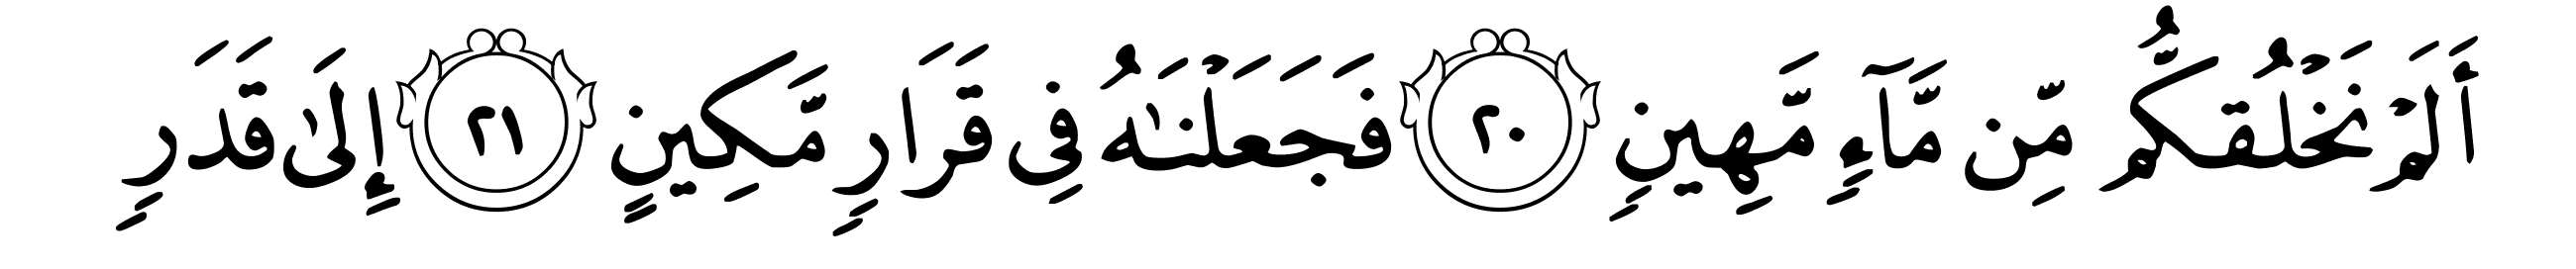 أَلَمْ نَخْلُقكُّم مِّن مَّآءٍ مَّهِينٍ ٢٠ فَجَعَلْنَـٰهُ فِى قَرَارٍ مَّكِينٍ ٢١ إِلَىٰ قَدَرٍ